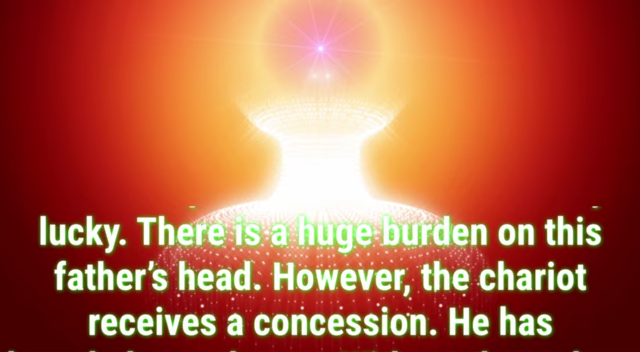 lucky. There is a huge burden on this
father's head. However, the chariot
receives a concession. He has